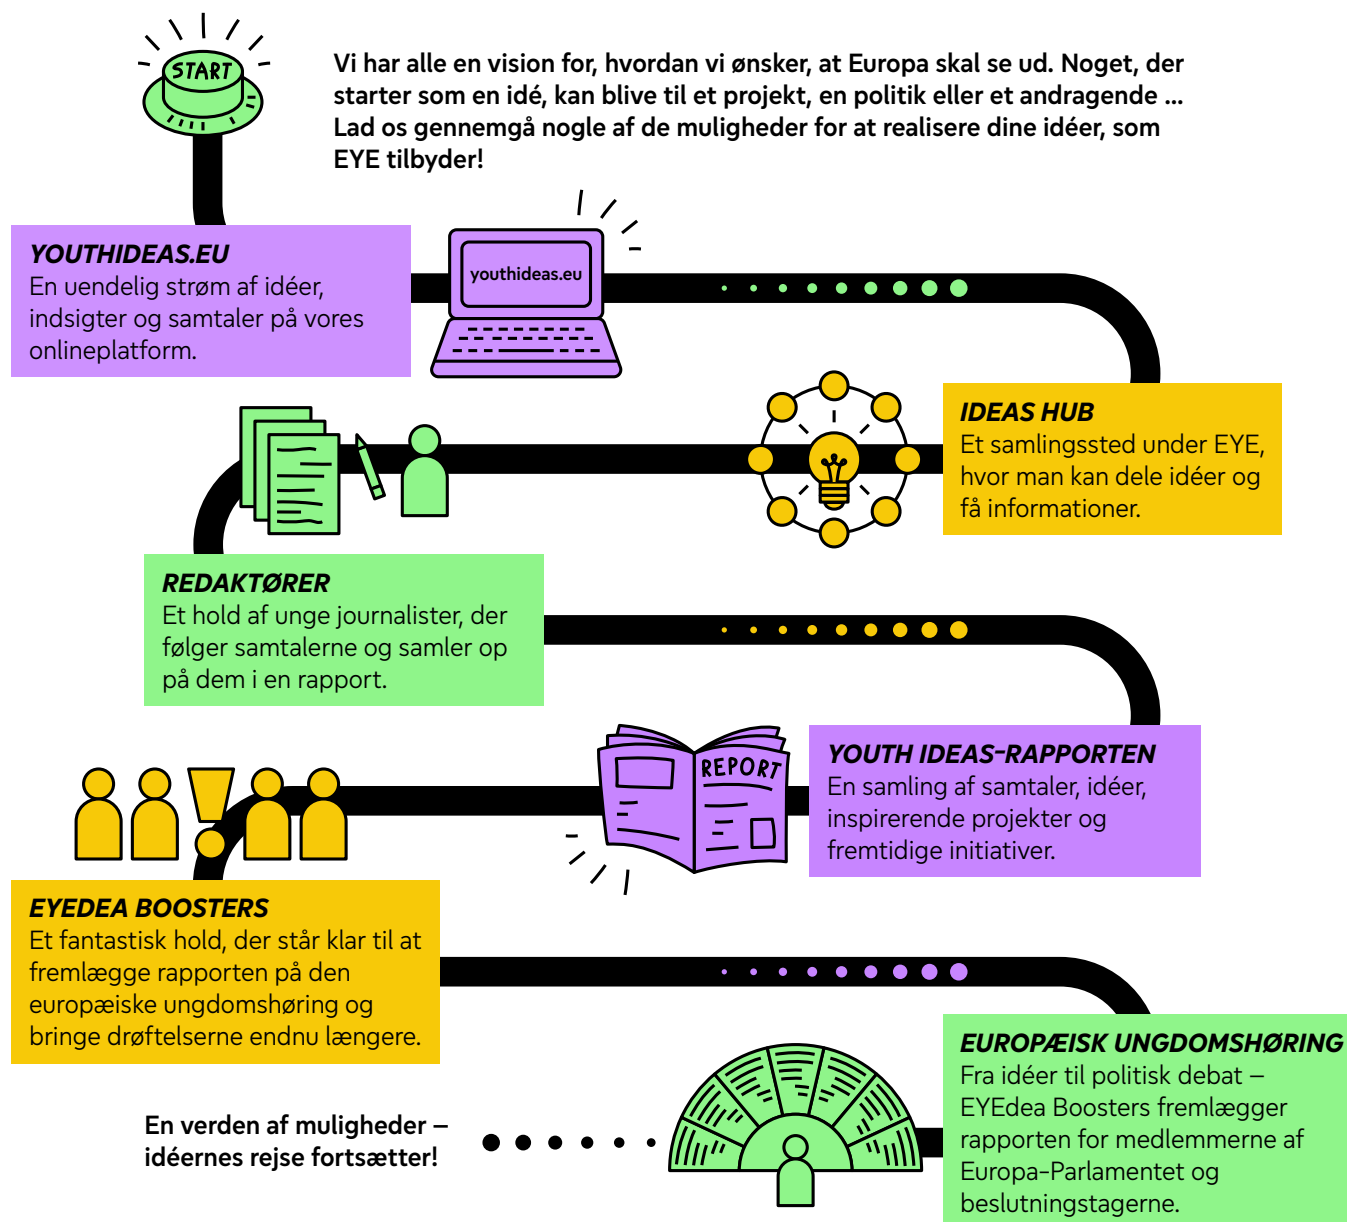 START
Vi har alle en vision for, hvordan vi ønsker, at Europa skal se ud. Noget, der
starter som en idé, kan blive til et projekt, en politik eller et andragende ...
Lad os gennemgå nogle af de muligheder for at realisere dine idéer, som
EYE tilbyder!
YOUTHIDEAS.EU
En uendelig strøm af idéer,
indsigter og samtaler på vores
onlineplatform.
youthideas.eu
IDEAS HUB
Et samlingssted under EYE,
hvor man kan dele idéer og
få informationer.
REDAKTØRER
Et hold af unge journalister, der
følger samtalerne og samler op
på dem i en rapport.
REPORT
YOUTH IDEAS-RAPPORTEN
En samling af samtaler, idéer,
inspirerende projekter og
fremtidige initiativer.
EYEDEA BOOSTERS
Et fantastisk hold, der står klar til at
fremlægge rapporten på den
europæiske ungdomshøring og
bringe drøftelserne endnu længere.
EUROPÆISK UNGDOMSHØRING
Fra idéer til politisk debat –
EYEdea Boosters fremlægger
rapporten for medlemmerne af
Europa-Parlamentet og
beslutningstagerne.
En verden af muligheder –
idéernes rejse fortsætter!